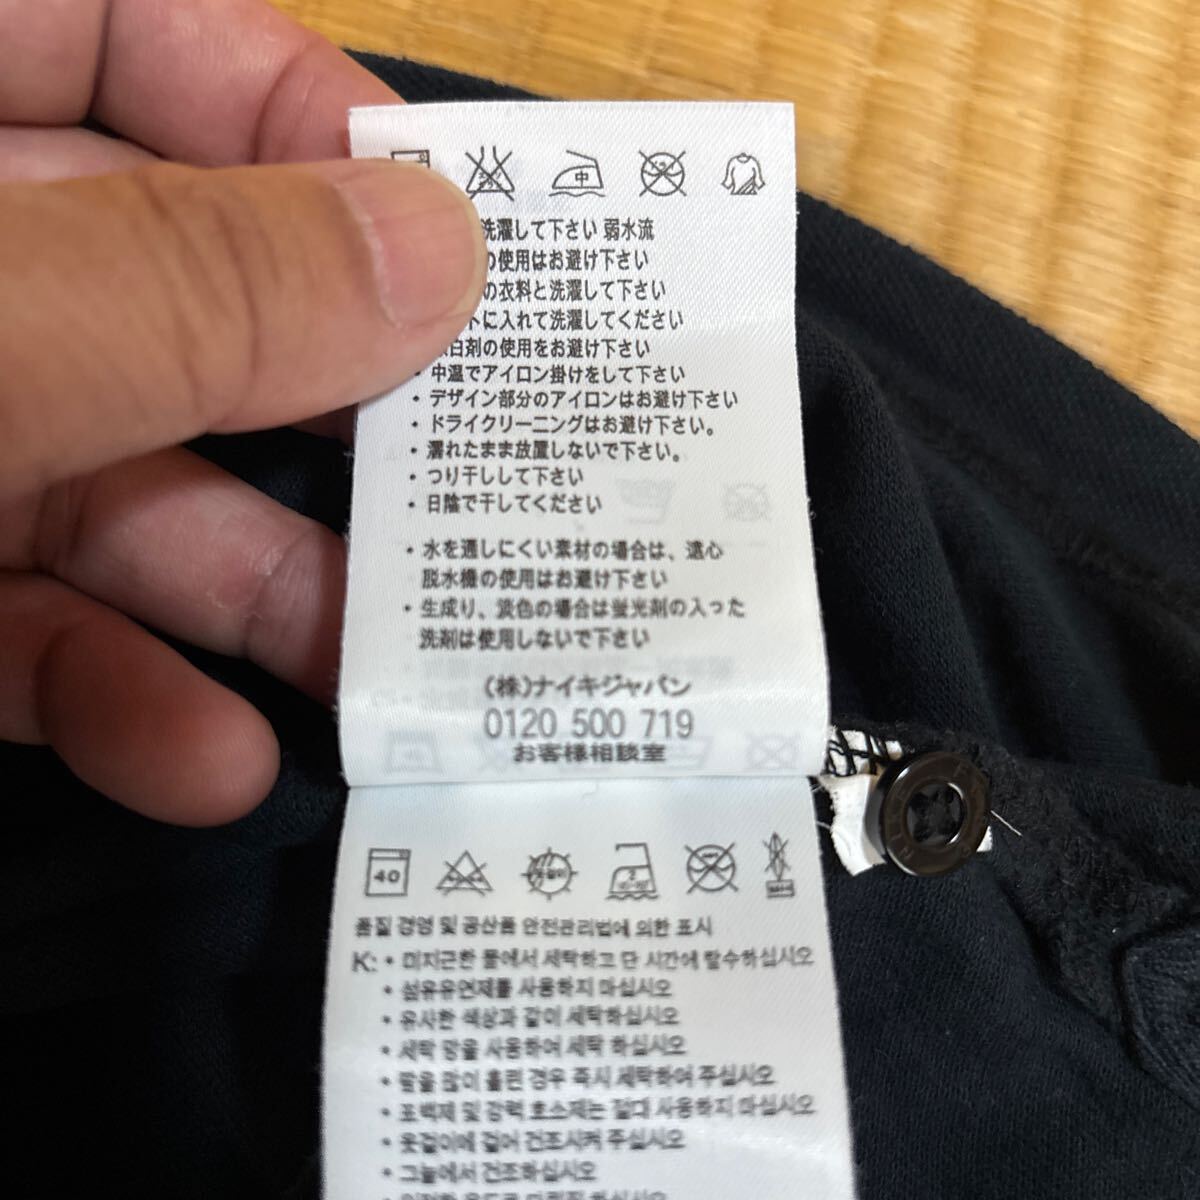 中
洗濯して下さい 弱水流
の使用はお避け下さい
の衣料と洗濯して下さい
トに入れて洗濯してください
白剤の使用をお避け下さい
・中温でアイロン掛けをして下さい
・デザイン部分のアイロンはお避け下さい
・ドライクリーニングはお避け下さい。
・濡れたまま放置しないで下さい。
・つり干しして下さい
・日陰で干してください
・水を通しにくい素材の場合は、遠心
脱水機の使用はお避け下さい
・生成り、淡色の場合は蛍光剤の入った
洗剤は使用しないで下さい
(株)ナイキジャパン
0120 500 719
お客様相談室
40
품질 경영 및 공산품 안전관리법에 의한 표시
K: • 미지근한 물에서 세탁하고 단 시간에 탈수하십시오
• 섬유유연제를 사용하지 마십시오
• 유사한 색상과 같이 세탁하십시오
• 세탁 망을 사용하여 세탁 하십시오
• 땀을 많이 흘린 경우 즉시 세탁하여 주십시오
• 표백제 및 강력 효소제는 절대 사용하지 마십시오
• 옷걸이에 걸어 건조시켜 주십시오
• 그늘에서 건조하십시오